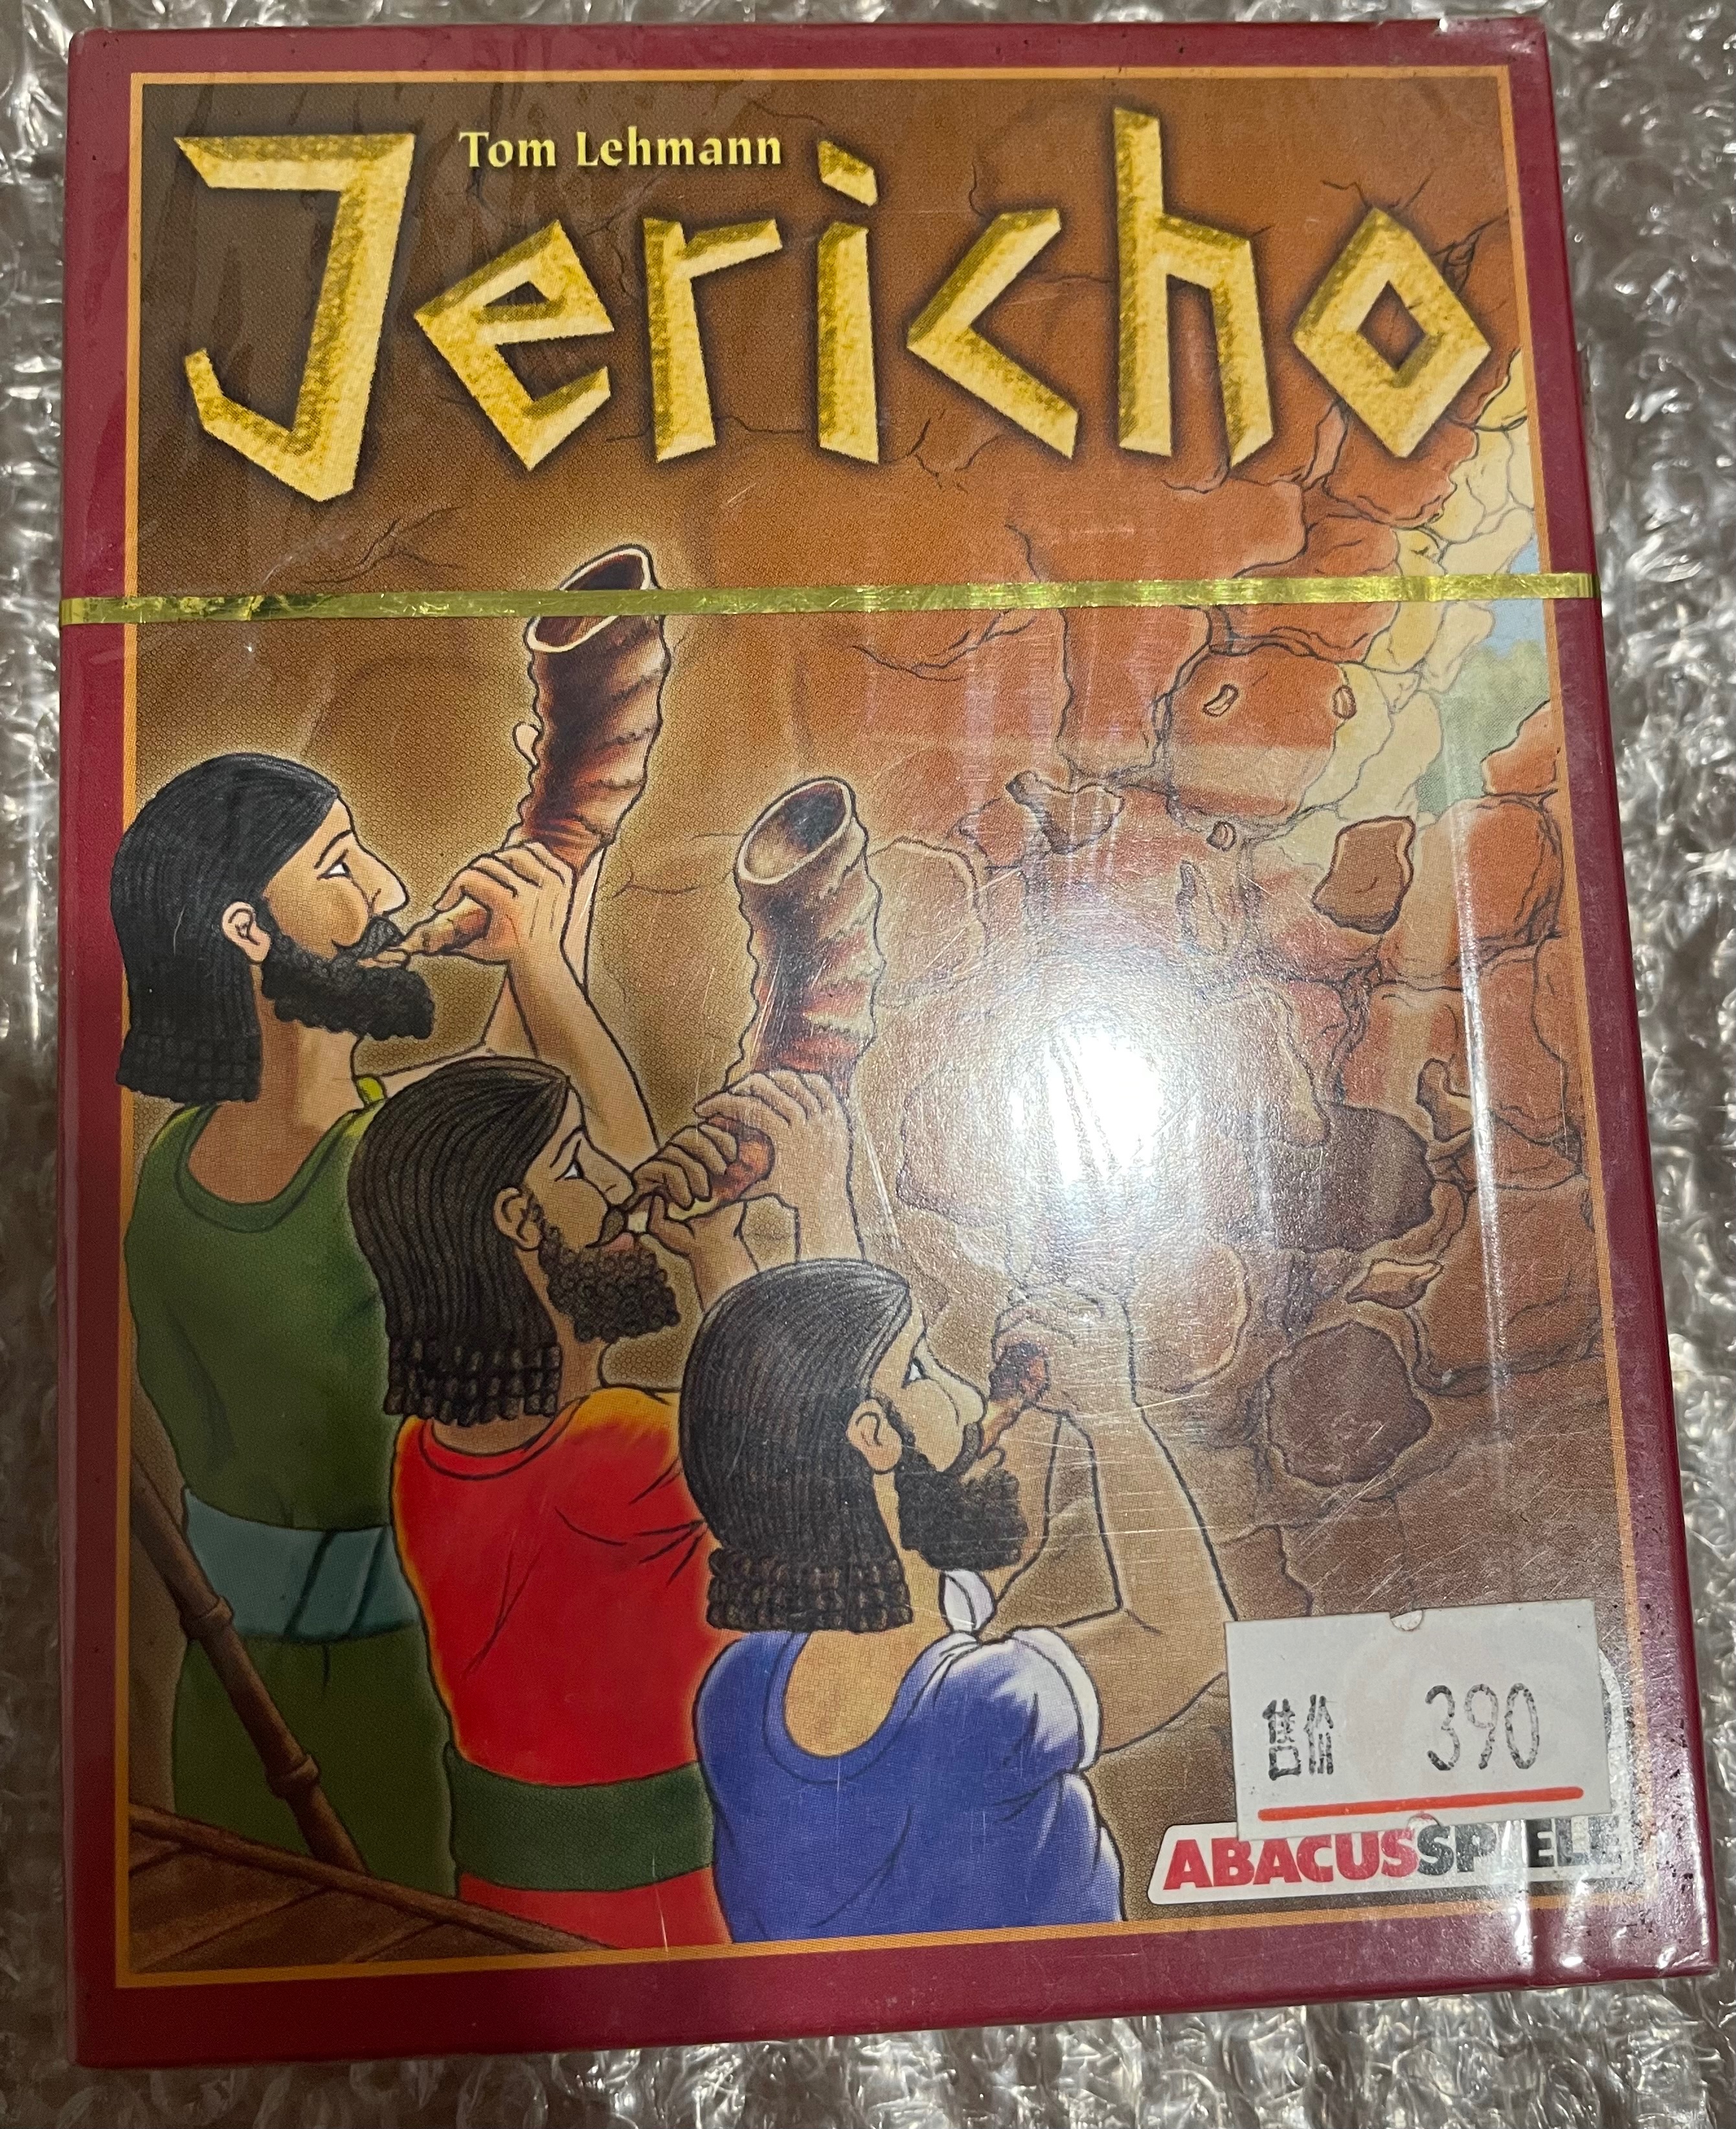 Tom Lehmann
Jericho
售价 390
ABACUSSPIELE